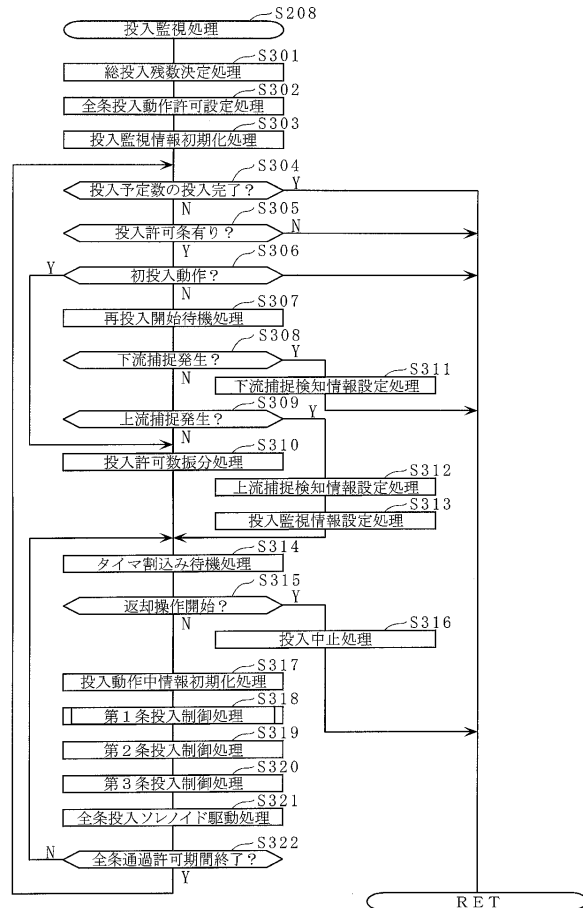 S208
投入監視処理
S301
総投入残数決定処理
S302
全条投入動作許可設定処理
S303
投入監視情報初期化処理
S304
投入予定数の投入完了?
Y
N
S305
投入許可条有り?
N
Y
S306
Y
初投入動作?
N
S307
再投入開始待機処理
S308
下流捕捉発生?
Y
N
S311
下流捕捉検知情報設定処理
S309
上流捕捉発生?
Y
N
S310
投入許可数振分処理
S312
上流捕捉検知情報設定処理
S313
投入監視情報設定処理
S314
タイマ割込み待機処理
S315
返却操作開始?
Y
N
S316
投入中止処理
S317
投入動作中情報初期化処理
S318
第1条投入制御処理
S319
第2条投入制御処理
S320
第3条投入制御処理
S321
全条投入ソレノイド駆動処理
S322
N
全条通過許可期間終了?
Y
RET